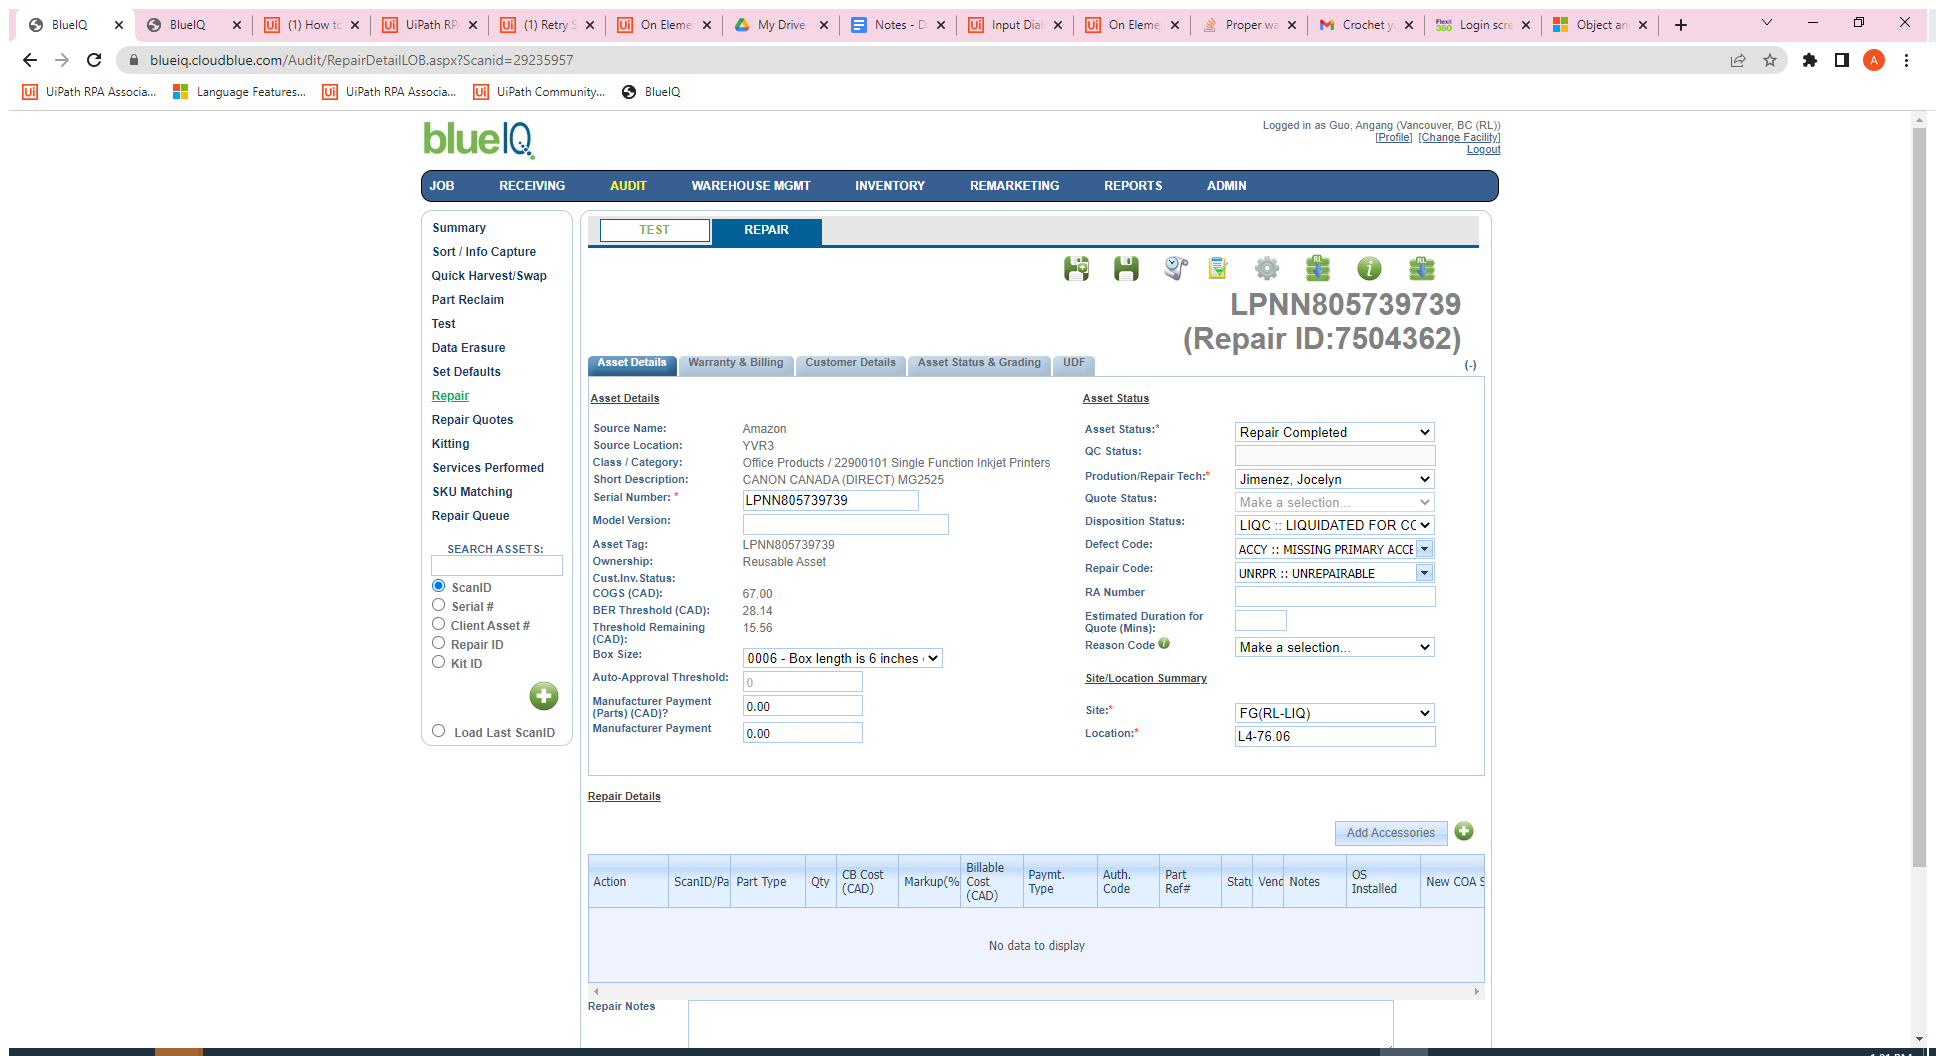 BlueIQ
BlueIQ
(1) How to
UiPath RP
(1) Retry S
On Eleme
My Drive
Notes - D
Input Dial
On Eleme
Proper wa
Crochet y
Login scre
Object an
blueiq.cloudblue.com/Audit/RepairDetailLOB.aspx?Scanid=29235957
A
UiPath RPA Associa...
Language Features...
UiPath RPA Associa...
UiPath Community...
BlueIQ
blueIQ
Logged in as Guo, Angang (Vancouver, BC (RL))
[Profile] [Change Facility]
Logout
JOB RECEIVING AUDIT WAREHOUSE MGMT INVENTORY REMARKETING REPORTS ADMIN
Summary
Sort / Info Capture
Quick Harvest/Swap
Part Reclaim
Test
Data Erasure
Set Defaults
Repair
Repair Quotes
Kitting
Services Performed
SKU Matching
Repair Queue
SEARCH ASSETS:
ScanID
Serial #
Client Asset #
Repair ID
Kit ID
Load Last ScanID
TEST REPAIR
LPNN805739739
(Repair ID:7504362)
Asset Details Warranty & Billing Customer Details Asset Status & Grading UDF
(-)
Asset Details
Source Name: Amazon
Source Location: YVR3
Class / Category: Office Products / 22900101 Single Function Inkjet Printers
Short Description: CANON CANADA (DIRECT) MG2525
Serial Number: * LPNN805739739
Model Version:
Asset Tag: LPNN805739739
Ownership: Reusable Asset
Cust.Inv.Status:
COGS (CAD): 67.00
BER Threshold (CAD): 28.14
Threshold Remaining 15.56
(CAD):
Box Size: 0006 - Box length is 6 inches
Auto-Approval Threshold: 0
Manufacturer Payment
(Parts) (CAD)? 0.00
Manufacturer Payment 0.00
Asset Status
Asset Status:* Repair Completed
QC Status:
Prodution/Repair Tech:* Jimenez, Jocelyn
Quote Status: Make a selection...
Disposition Status: LIQC :: LIQUIDATED FOR CC
Defect Code: ACCY :: MISSING PRIMARY ACCE
Repair Code: UNRPR :: UNREPAIRABLE
RA Number
Estimated Duration for
Quote (Mins):
Reason Code Make a selection...
Site/Location Summary
Site:* FG(RL-LIQ)
Location:* L4-76.06
Repair Details
Add Accessories
Action ScanID/Pa Part Type Qty CB Cost (CAD) Markup(% Billable Cost (CAD) Paymt. Type Auth. Code Part Ref# Statu Vend Notes OS Installed New COA S
No data to display
Repair Notes